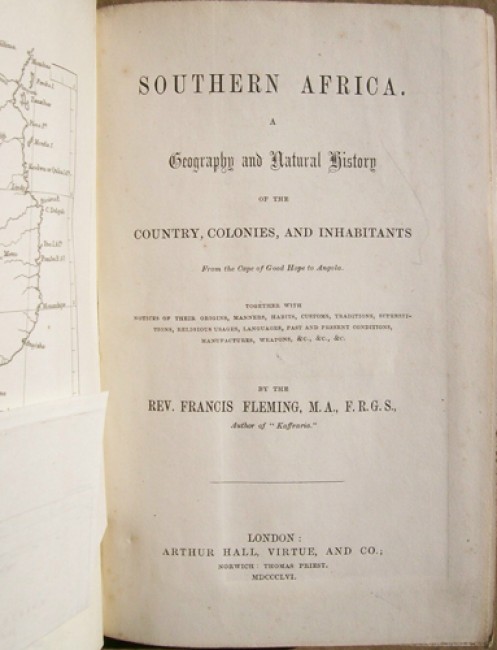 SOUTHERN AFRICA.
A
Geography and Natural History
OF THE
COUNTRY, COLONIES, AND INHABITANTS
From the Cape of Good Hope to Angola.
TOGETHER WITH
NOTICES OF THEIR ORIGINS, MANNERS, HABITS, CUSTOMS, TRADITIONS, SUPERSTI-
TIONS, RELIGIOUS USAGES, LANGUAGES, PAST AND PRESENT CONDITIONS,
MANUFACTURES, WEAPONS, &c., &c., &c.
BY THE
REV. FRANCIS FLEMING, M.A., F.R.G.S.,
Author of "Kaffraria."
LONDON:
ARTHUR HALL, VIRTUE, AND CO.;
NORWICH: THOMAS PRIEST.
MDCCCLVI.
Mozambique